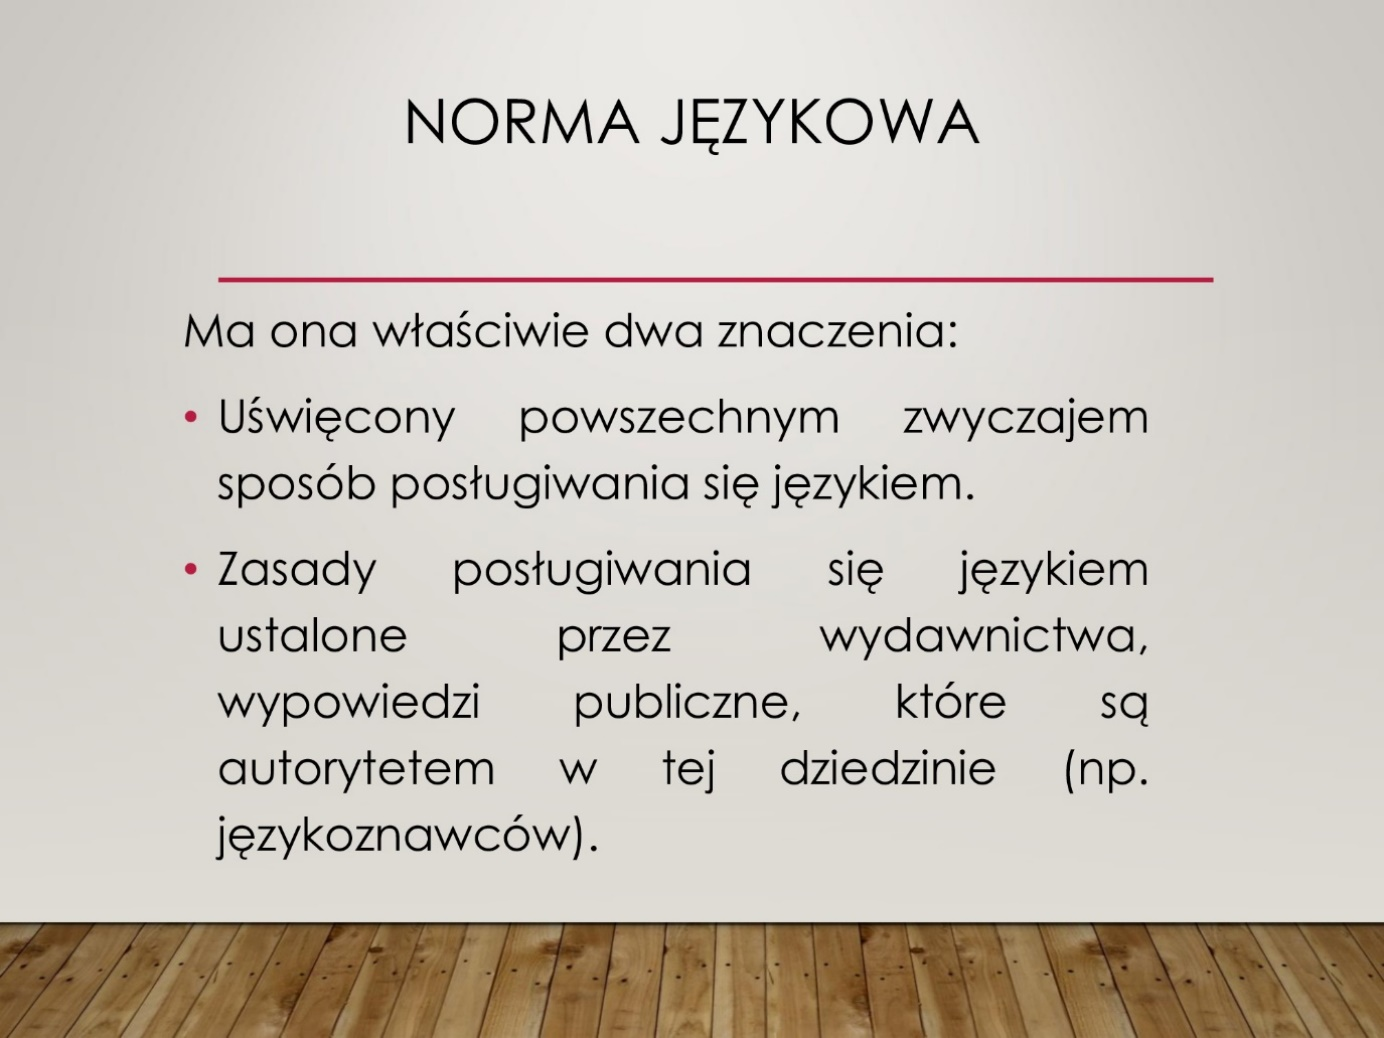 NORMA JĘZYKOWA
Ma ona właściwie dwa znaczenia:
• Uświęcony powszechnym zwyczajem
sposób posługiwania się językiem.
• Zasady posługiwania się językiem
ustalone przez wydawnictwa,
wypowiedzi publiczne, które są
autorytetem w tej dziedzinie (np.
językoznawców).